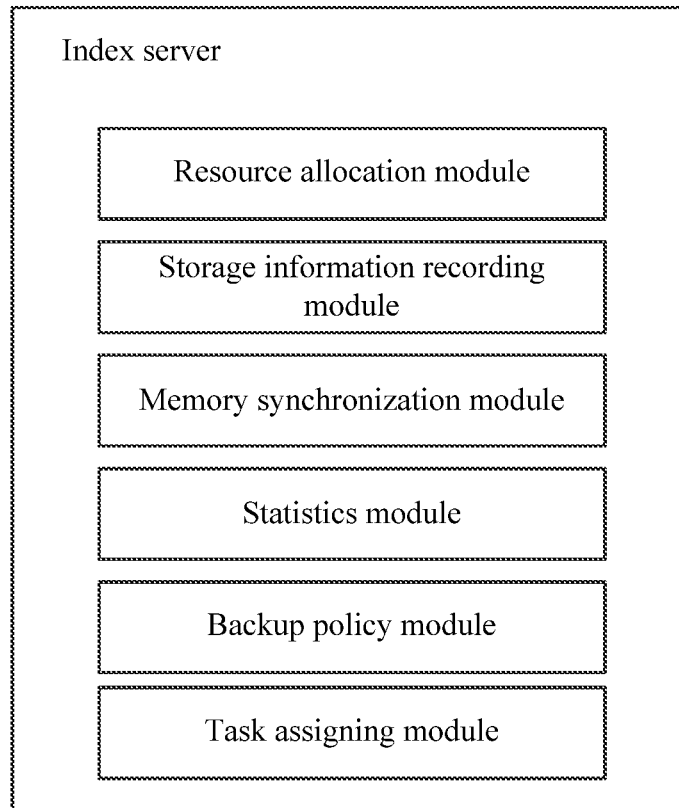 Index server
Resource allocation module
Storage information recording
module
Memory synchronization module
Statistics module
Backup policy module
Task assigning module